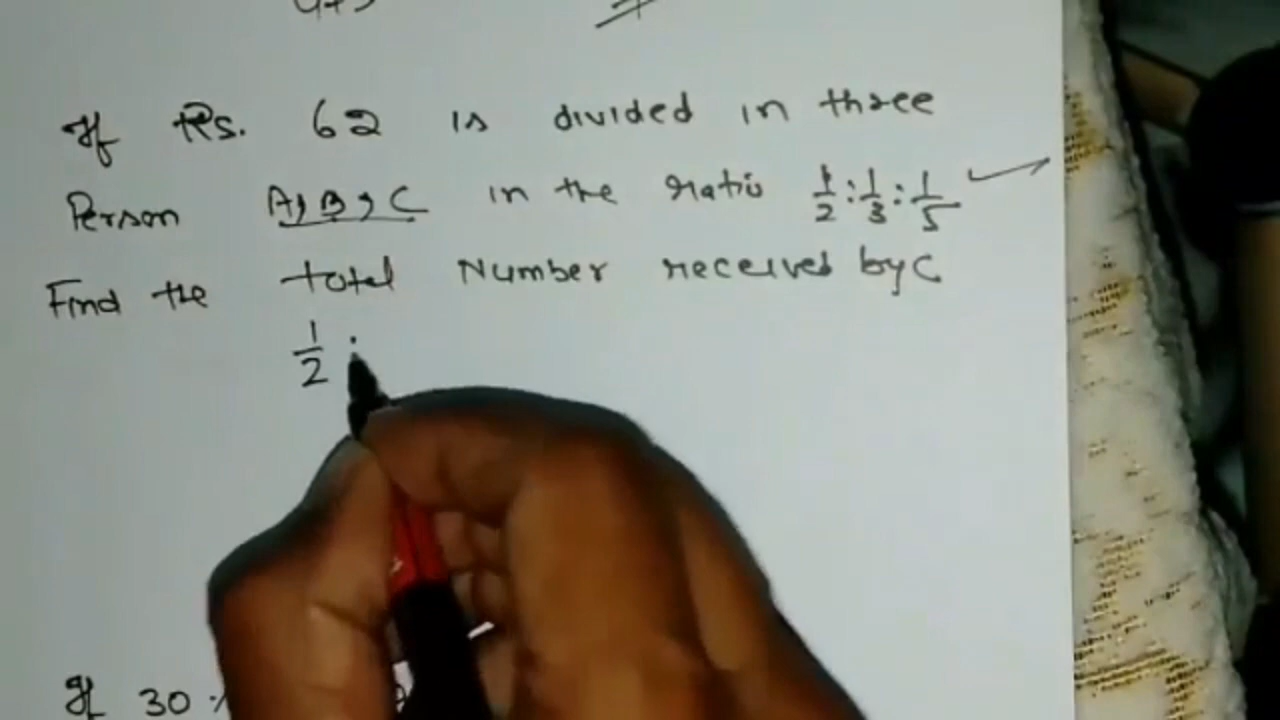 If Rs. 62 is divided in three
Person A, B, C in the ratio 1/2 : 1/3 : 1/5
Find the total Number received by C
1/2 :
If 30